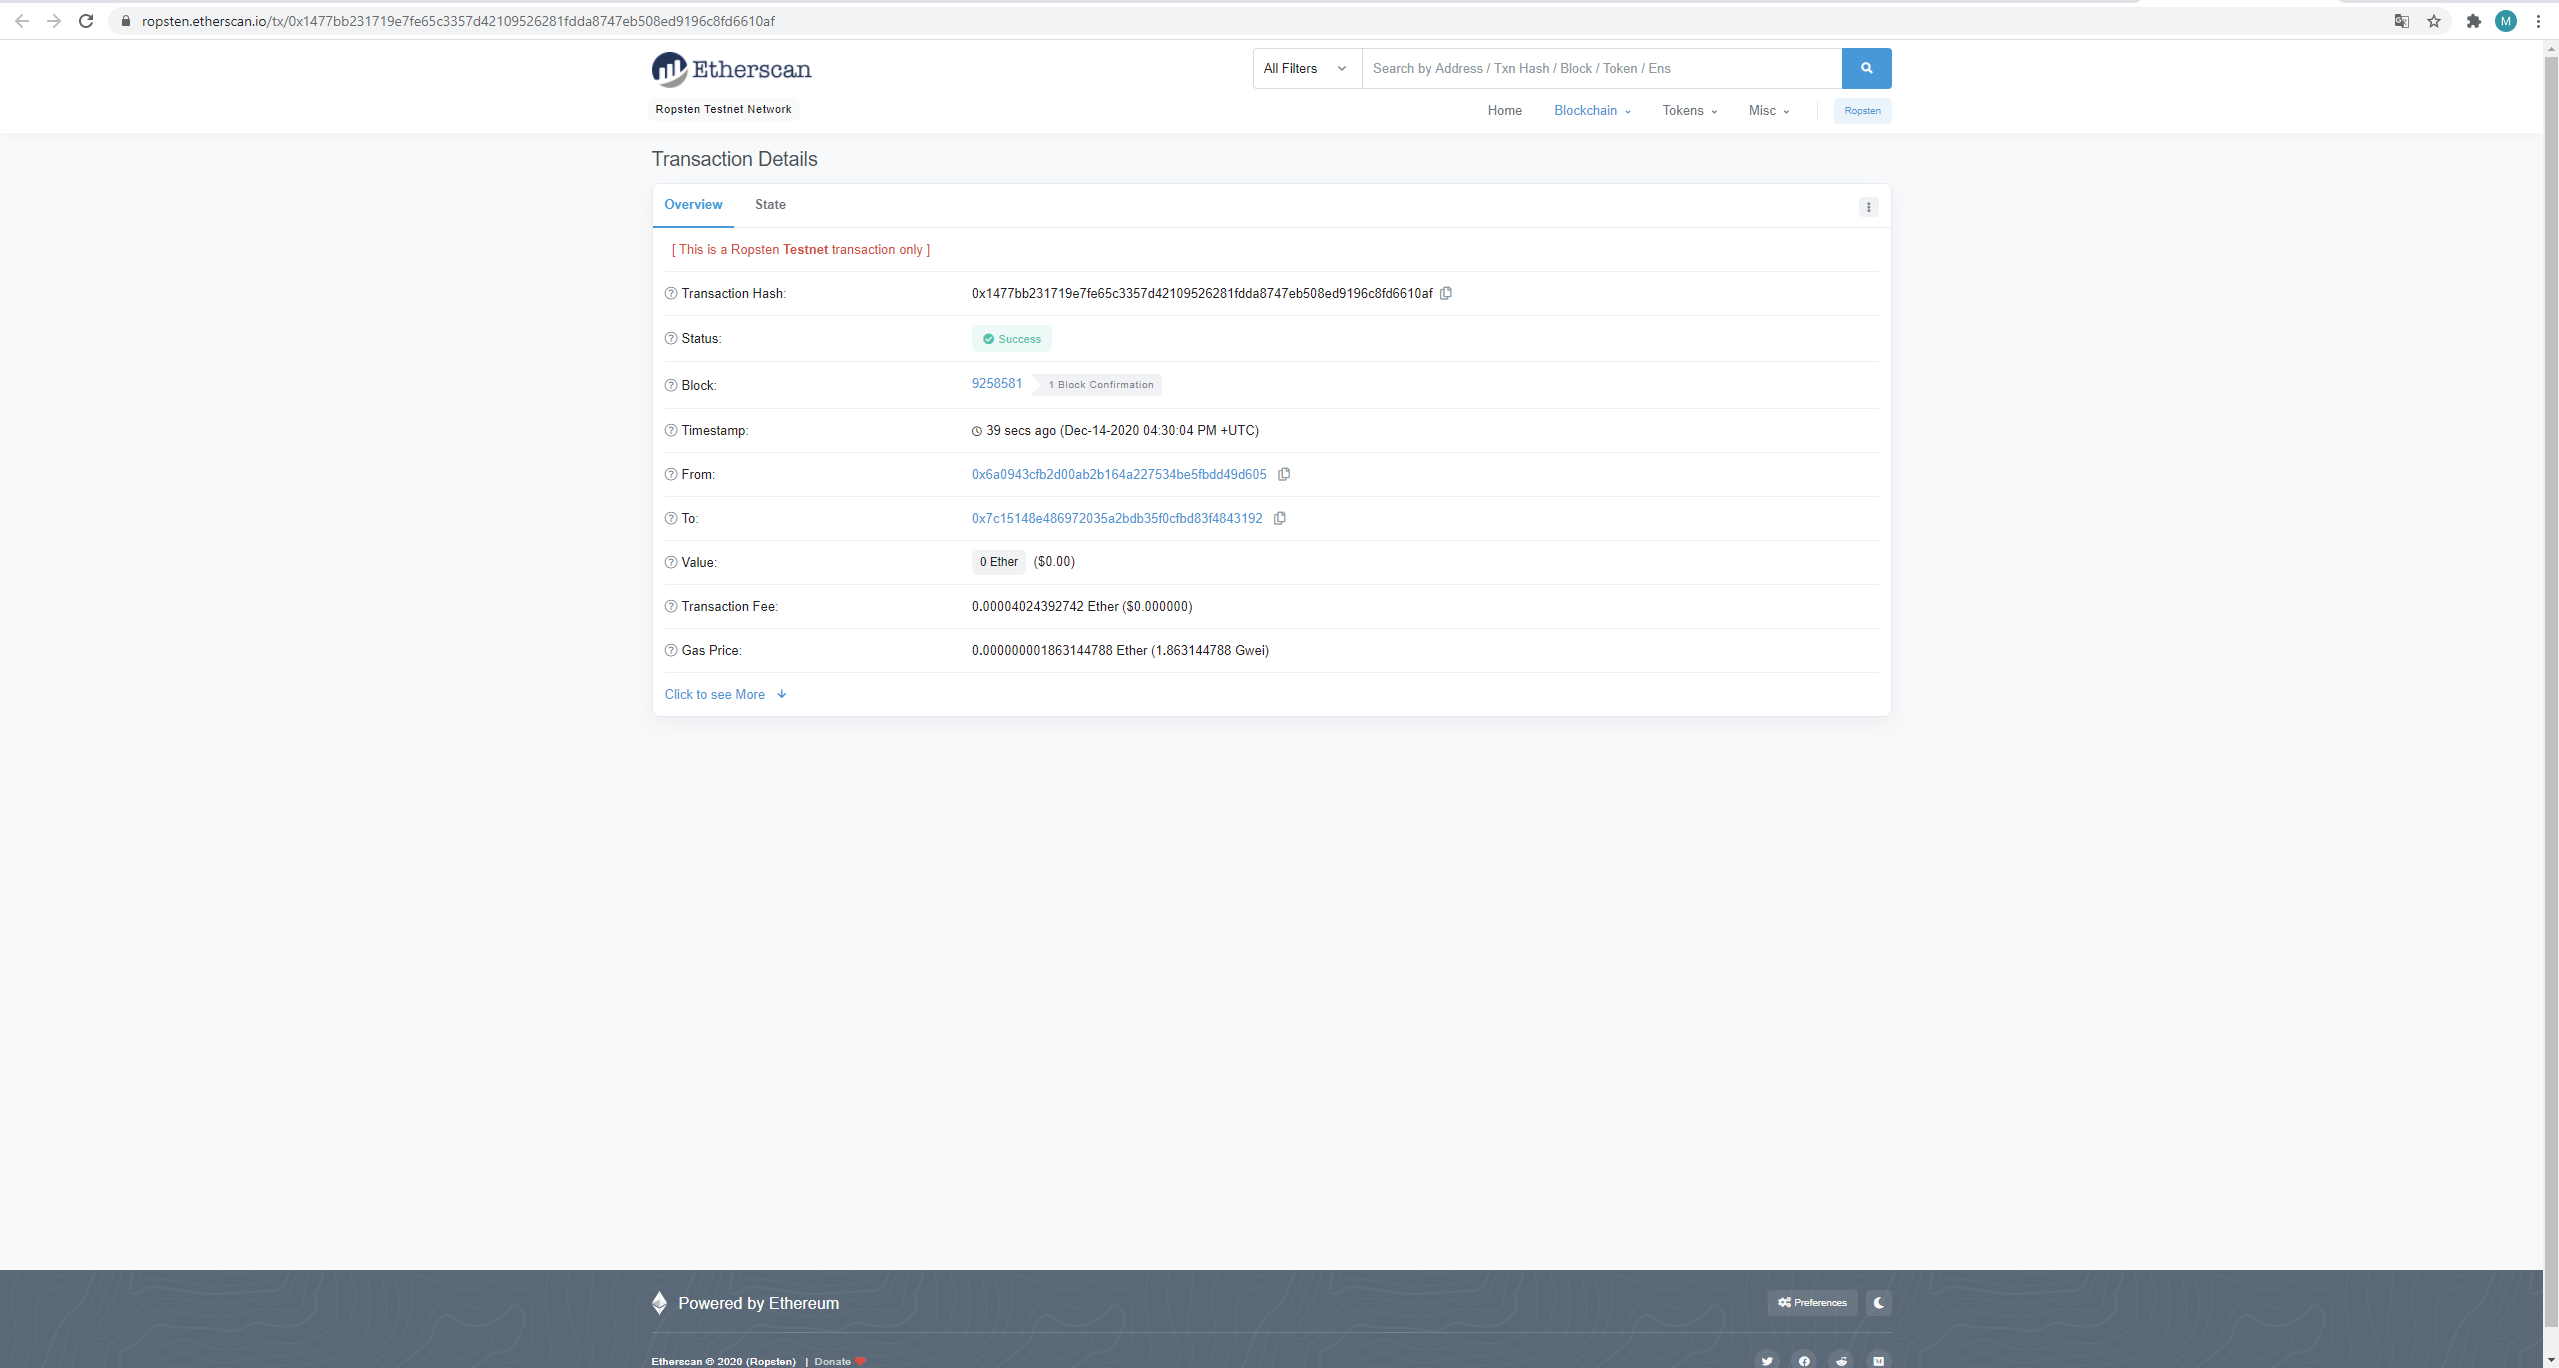 ropsten.etherscan.io/tx/0x1477bb231719e7fe65c3357d42109526281fdda8747eb508ed9196c8fd6610af
M
Etherscan
All Filters
Search by Address / Txn Hash / Block / Token / Ens
Ropsten Testnet Network
Home Blockchain Tokens Misc Ropsten
Transaction Details
Overview State
[ This is a Ropsten Testnet transaction only ]
Transaction Hash: 0x1477bb231719e7fe65c3357d42109526281fdda8747eb508ed9196c8fd6610af
Status: Success
Block: 9258581 1 Block Confirmation
Timestamp: 39 secs ago (Dec-14-2020 04:30:04 PM +UTC)
From: 0x6a0943cfb2d00ab2b164a227534be5fbdd49d605
To: 0x7c15148e486972035a2bdb35f0cfbd83f4843192
Value: 0 Ether ($0.00)
Transaction Fee: 0.00004024392742 Ether ($0.000000)
Gas Price: 0.000000001863144788 Ether (1.863144788 Gwei)
Click to see More
Powered by Ethereum
Preferences
Etherscan © 2020 (Ropsten) | Donate